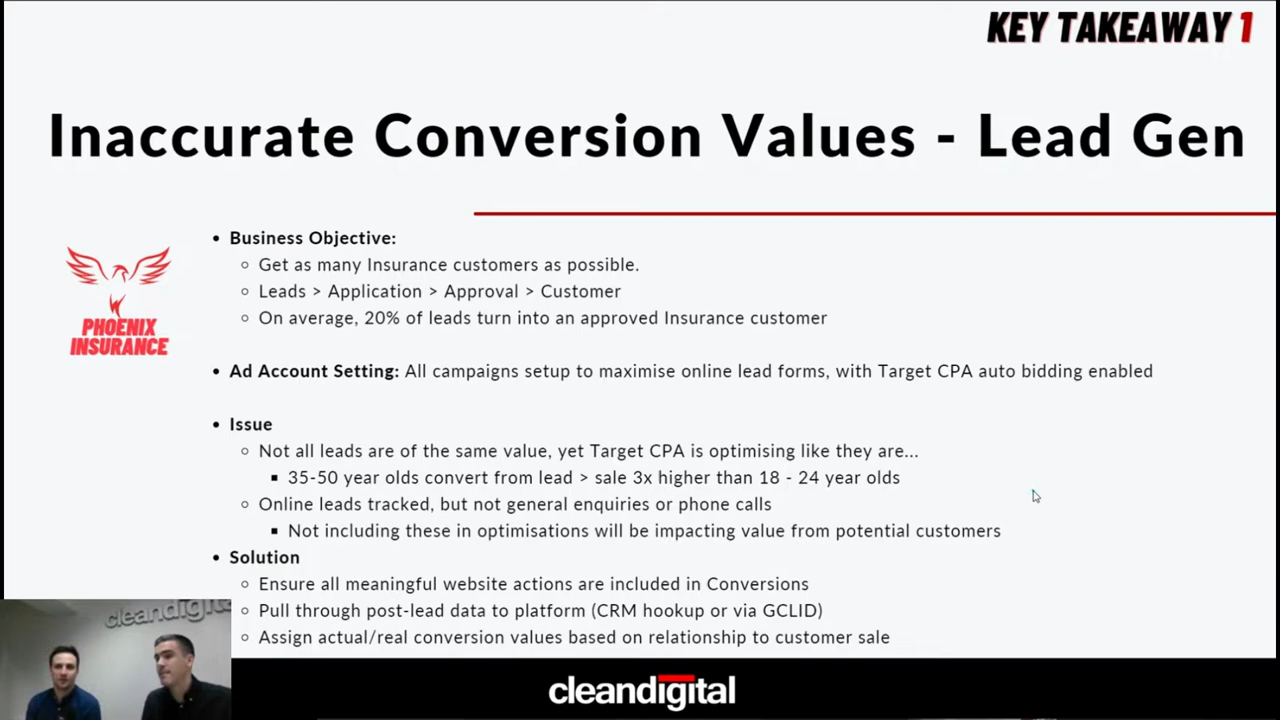 KEY TAKEAWAY 1
Inaccurate Conversion Values - Lead Gen
PHOENIX
INSURANCE
• Business Objective:
○ Get as many Insurance customers as possible.
○ Leads > Application > Approval > Customer
○ On average, 20% of leads turn into an approved Insurance customer
• Ad Account Setting: All campaigns setup to maximise online lead forms, with Target CPA auto bidding enabled
• Issue
○ Not all leads are of the same value, yet Target CPA is optimising like they are...
▪ 35-50 year olds convert from lead > sale 3x higher than 18 - 24 year olds
○ Online leads tracked, but not general enquiries or phone calls
▪ Not including these in optimisations will be impacting value from potential customers
• Solution
○ Ensure all meaningful website actions are included in Conversions
○ Pull through post-lead data to platform (CRM hookup or via GCLID)
○ Assign actual/real conversion values based on relationship to customer sale
cleandigital
cleandigital